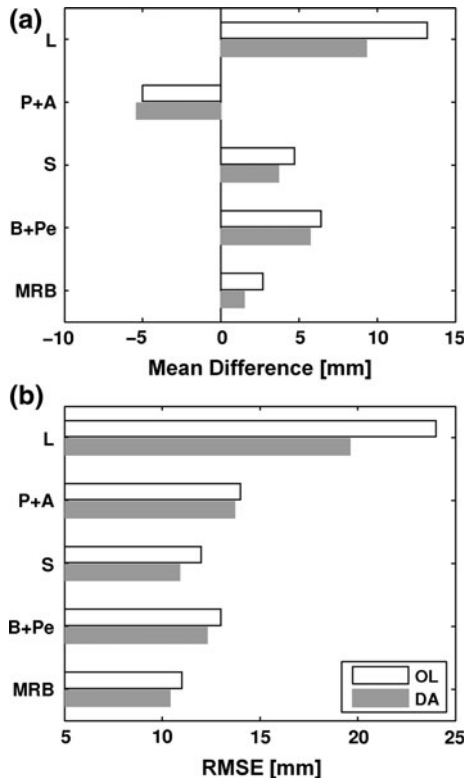 (a)
L
P+A
S
B+Pe
MRB
−10 −5 0 5 10 15
Mean Difference [mm]
(b)
L
P+A
S
B+Pe
MRB
OL
DA
5 10 15 20 25
RMSE [mm]